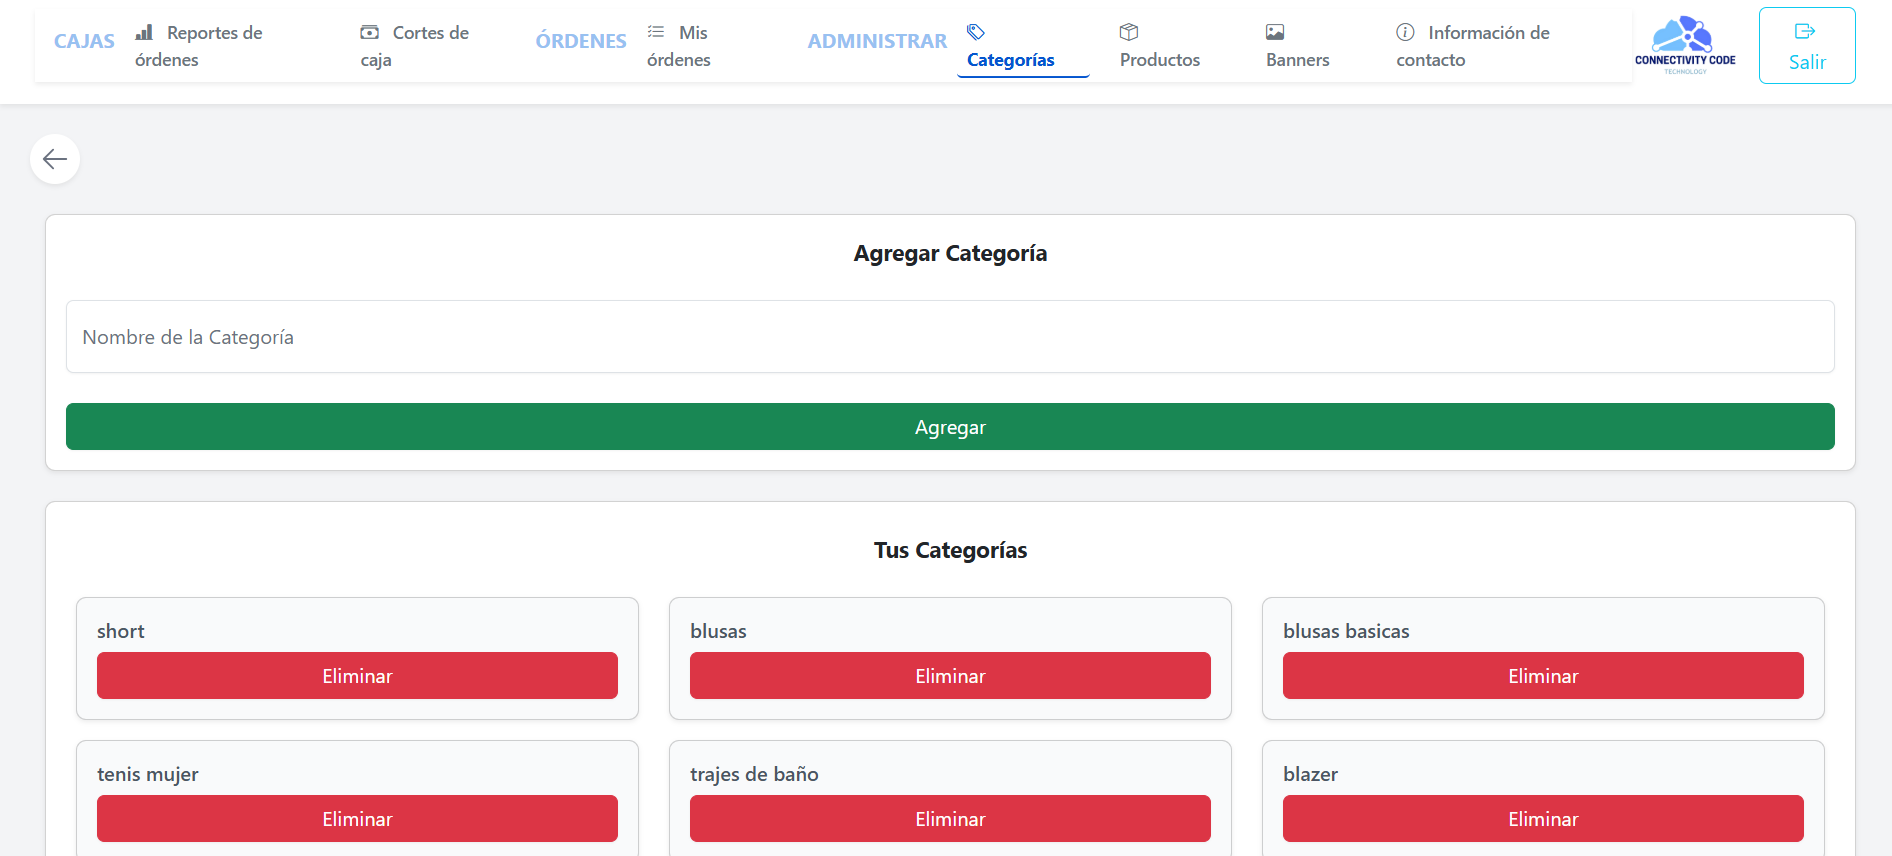 CAJAS
Reportes de
órdenes
Cortes de
caja
ÓRDENES
Mis
órdenes
ADMINISTRAR
Categorías
Productos
Banners
Información de
contacto
CONNECTIVITY CODE
TECHNOLOGY
Salir
Agregar Categoría
Nombre de la Categoría
Agregar
Tus Categorías
short
Eliminar
blusas
Eliminar
blusas basicas
Eliminar
tenis mujer
Eliminar
trajes de baño
Eliminar
blazer
Eliminar